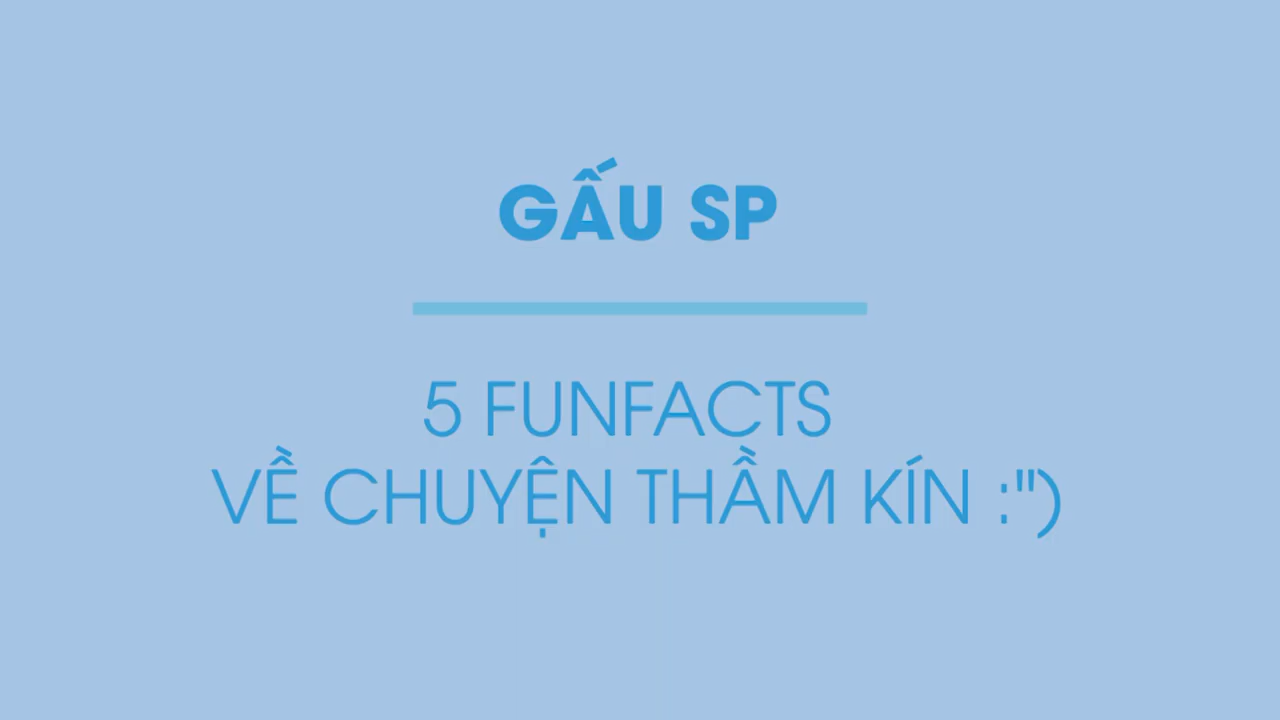 GẤU SP
5 FUNFACTS
VỀ CHUYỆN THẦM KÍN :")